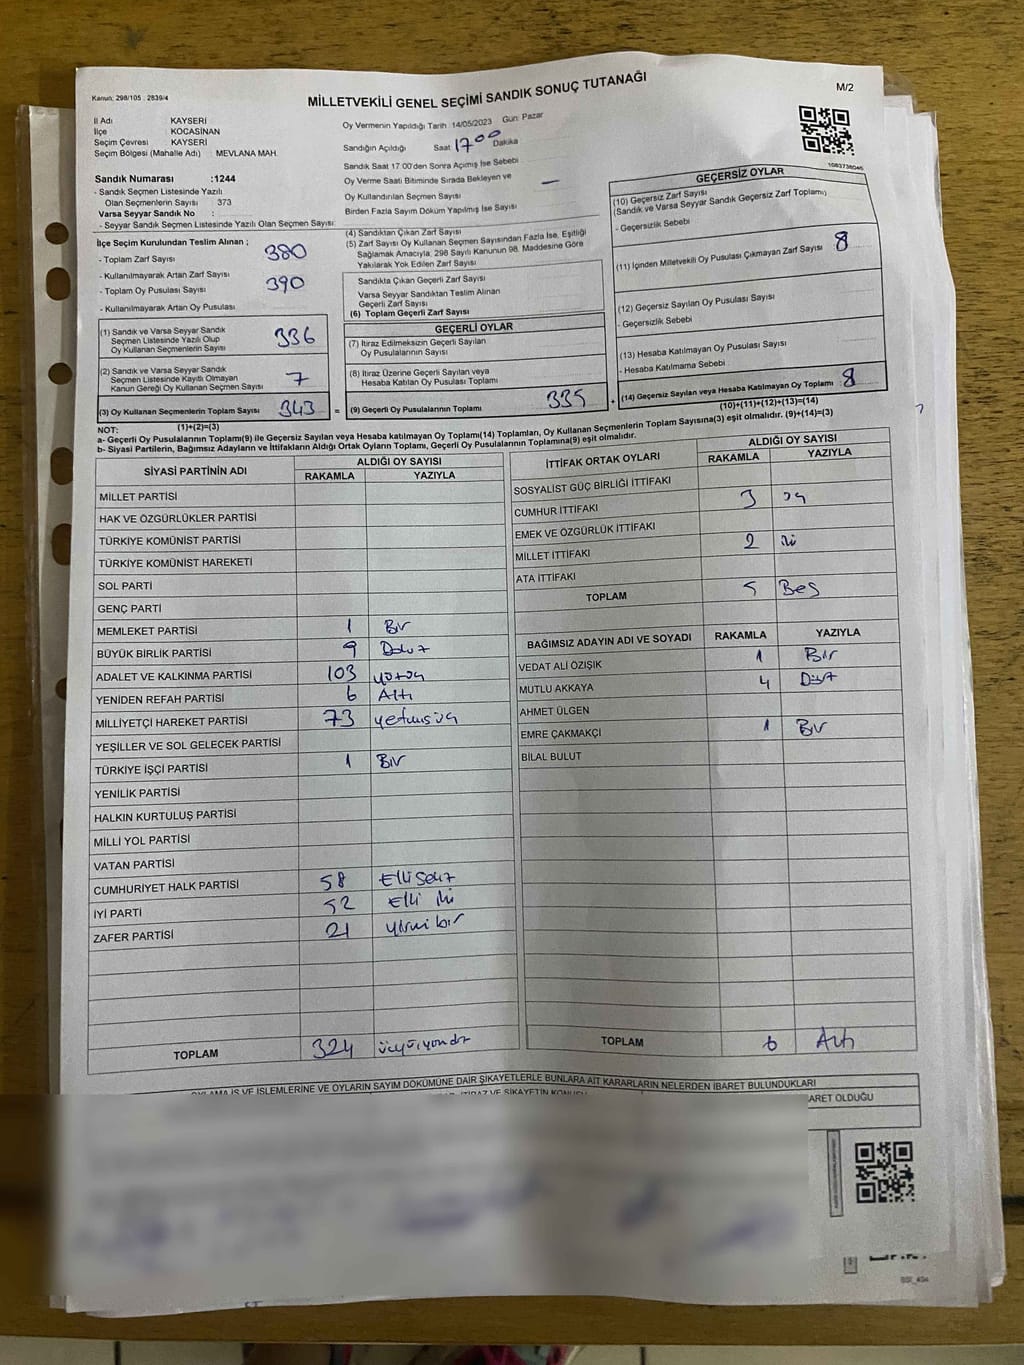 Kanun: 298/105 . 2839/4
MİLLETVEKİLİ GENEL SEÇİMİ SANDIK SONUÇ TUTANAĞI
M/2
İl Adı KAYSERİ
İlçe KOCASİNAN
Seçim Çevresi KAYSERİ
Seçim Bölgesi (Mahalle Adı) : MEVLANA MAH.
Oy Vermenin Yapıldığı Tarih 14/05/2023 Gün: Pazar
Sandığın Açıldığı Saat 17 00 Dakika
Sandık Saat 17.00'den Sonra Açımış İse Sebebi
Oy Verme Saati Bitiminde Sırada Bekleyen ve
Oy Kullandırılan Seçmen Sayısı —
Birden Fazla Sayım Döküm Yapılmış İse Sayısı
1083738046
Sandık Numarası :1244
- Sandık Seçmen Listesinde Yazılı
Olan Seçmenlerin Sayısı : 373
Varsa Seyyar Sandık No :
- Seyyar Sandık Seçmen Listesinde Yazılı Olan Seçmen Sayısı :
İlçe Seçim Kurulundan Teslim Alınan ;
- Toplam Zarf Sayısı 380
- Kullanılmayarak Artan Zarf Sayısı
- Toplam Oy Pusulası Sayısı 390
- Kullanılmayarak Artan Oy Pusulası
(1) Sandık ve Varsa Seyyar Sandık
Seçmen Listesinde Yazılı Olup
Oy Kullanan Seçmenlerin Sayısı 336
(2) Sandık ve Varsa Seyyar Sandık
Seçmen Listesinde Kayıtlı Olmayan
Kanun Gereği Oy Kullanan Seçmen Sayısı 7
(3) Oy Kullanan Seçmenlerin Toplam Sayısı 343 =
(1)+(2)=(3)
(4) Sandıktan Çıkan Zarf Sayısı
(5) Zarf Sayısı Oy Kullanan Seçmen Sayısından Fazla İse, Eşitliği
Sağlamak Amacıyla; 298 Sayılı Kanunun 98. Maddesine Göre
Yakılarak Yok Edilen Zarf Sayısı
Sandıkta Çıkan Geçerli Zarf Sayısı
Varsa Seyyar Sandıktan Teslim Alınan
Geçerli Zarf Sayısı
(6) Toplam Geçerli Zarf Sayısı
GEÇERLİ OYLAR
(7) İtiraz Edilmeksizin Geçerli Sayılan
Oy Pusulalarının Sayısı
(8) İtiraz Üzerine Geçerli Sayılan veya
Hesaba Katılan Oy Pusulası Toplamı
(9) Geçerli Oy Pusulalarının Toplamı 335 +
GEÇERSİZ OYLAR
(10) Geçersiz Zarf Sayısı
(Sandık ve Varsa Seyyar Sandık Geçersiz Zarf Toplamı)
- Geçersizlik Sebebi
(11) İçinden Milletvekili Oy Pusulası Çıkmayan Zarf Sayısı 8
(12) Geçersiz Sayılan Oy Pusulası Sayısı
- Geçersizlik Sebebi
(13) Hesaba Katılmayan Oy Pusulası Sayısı
- Hesaba Katılmama Sebebi
(14) Geçersiz Sayılan veya Hesaba Katılmayan Oy Toplamı 8
(10)+(11)+(12)+(13)=(14)
NOT:
a- Geçerli Oy Pusulalarının Toplamı(9) ile Geçersiz Sayılan veya Hesaba katılmayan Oy Toplamı(14) Toplamları, Oy Kullanan Seçmenlerin Toplam Sayısına(3) eşit olmalıdır. (9)+(14)=(3)
b- Siyasi Partilerin, Bağımsız Adayların ve İttifakların Aldığı Ortak Oyların Toplamı, Geçerli Oy Pusulalarının Toplamına(9) eşit olmalıdır.
SİYASİ PARTİNİN ADI
ALDIĞI OY SAYISI
RAKAMLA YAZIYLA
MİLLET PARTİSİ
HAK VE ÖZGÜRLÜKLER PARTİSİ
TÜRKİYE KOMÜNİST PARTİSİ
TÜRKİYE KOMÜNİST HAREKETİ
SOL PARTİ
GENÇ PARTİ
MEMLEKET PARTİSİ 1 Bir
BÜYÜK BİRLİK PARTİSİ 9 Dokuz
ADALET VE KALKINMA PARTİSİ 103 yüzüç
YENİDEN REFAH PARTİSİ 6 Altı
MİLLİYETÇİ HAREKET PARTİSİ 73 yetmişüç
YEŞİLLER VE SOL GELECEK PARTİSİ
TÜRKİYE İŞÇİ PARTİSİ 1 Bir
YENİLİK PARTİSİ
HALKIN KURTULUŞ PARTİSİ
MİLLİ YOL PARTİSİ
VATAN PARTİSİ
CUMHURİYET HALK PARTİSİ 58 Elli Sekiz
İYİ PARTİ 52 Elli iki
ZAFER PARTİSİ 21 yirmi bir
TOPLAM 324
İTTİFAK ORTAK OYLARI
ALDIĞI OY SAYISI
RAKAMLA YAZIYLA
SOSYALİST GÜÇ BİRLİĞİ İTTİFAKI
CUMHUR İTTİFAKI 3 üç
EMEK VE ÖZGÜRLÜK İTTİFAKI
MİLLET İTTİFAKI 2 iki
ATA İTTİFAKI
TOPLAM 5 Beş
BAĞIMSIZ ADAYIN ADI VE SOYADI RAKAMLA YAZIYLA
VEDAT ALİ ÖZIŞIK 1 Bir
MUTLU AKKAYA 4 Dört
AHMET ÜLGEN
EMRE ÇAKMAKÇİ 1 Bir
BİLAL BULUT
TOPLAM 6 Altı
OYLAMA İŞ VE İŞLEMLERİNE VE OYLARIN SAYIM DÖKÜMÜNE DAİR ŞİKAYETLERLE BUNLARA AİT KARARLARIN NELERDEN İBARET BULUNDUKLARI